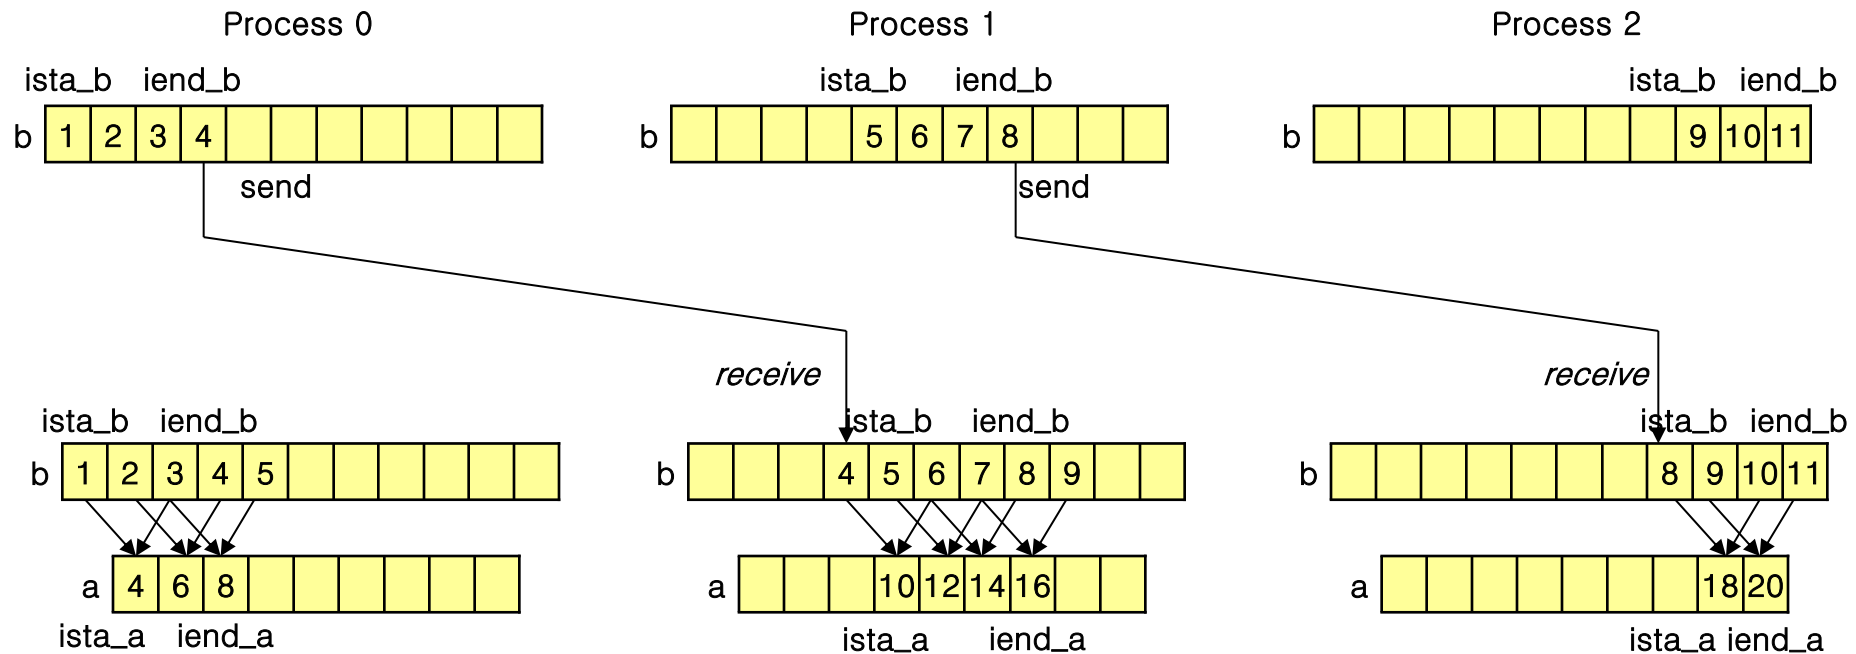 Process 0 Process 1 Process 2
ista_b iend_b ista_b iend_b ista_b iend_b
b 1 2 3 4 b 5 6 7 8 b 9 10 11
send send
receive receive
ista_b iend_b ista_b iend_b ista_b iend_b
b 1 2 3 4 5 b 4 5 6 7 8 9 b 8 9 10 11
a 4 6 8 a 10 12 14 16 a 18 20
ista_a iend_a ista_a iend_a ista_a iend_a